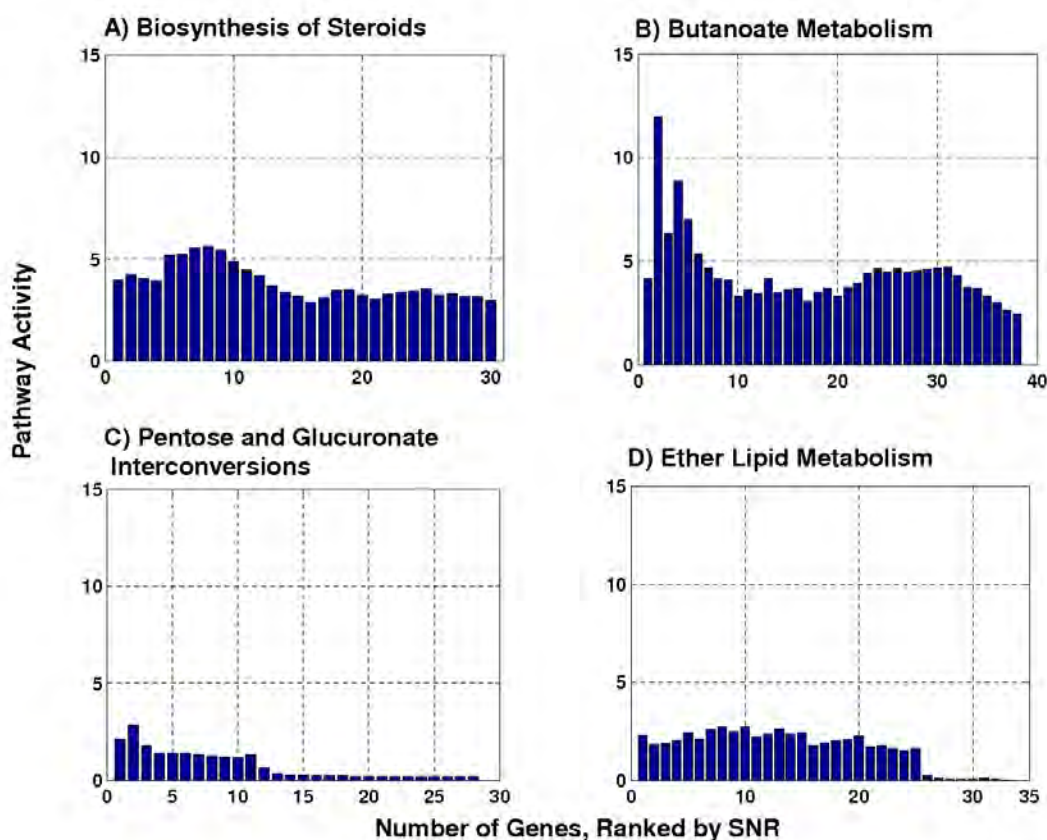 A) Biosynthesis of Steroids
15
10
5
0
0 10 20 30
B) Butanoate Metabolism
15
10
5
0
0 10 20 30 40
Pathway Activity
C) Pentose and Glucuronate
Interconversions
15
10
5
0
0 5 10 15 20 25 30
D) Ether Lipid Metabolism
15
10
5
0
0 10 20 30 35
Number of Genes, Ranked by SNR